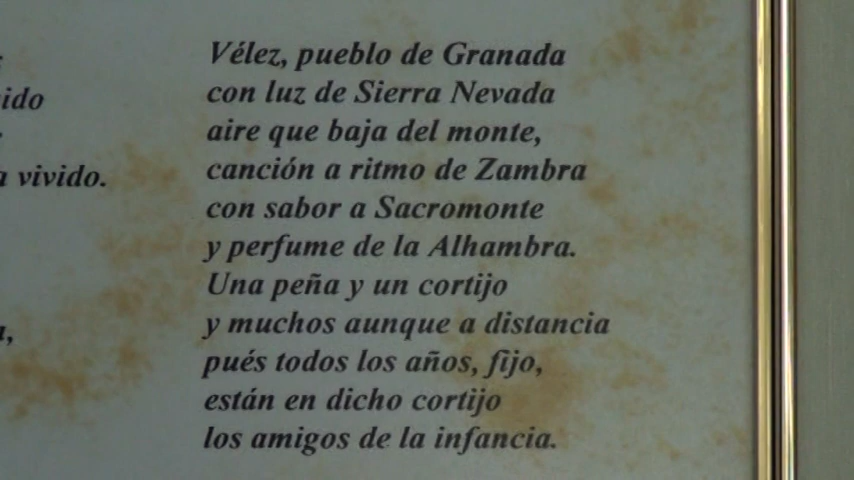 ido
a vivido.
Vélez, pueblo de Granada
con luz de Sierra Nevada
aire que baja del monte,
canción a ritmo de Zambra
con sabor a Sacromonte
y perfume de la Alhambra.
Una peña y un cortijo
y muchos aunque a distancia
pués todos los años, fijo,
están en dicho cortijo
los amigos de la infancia.